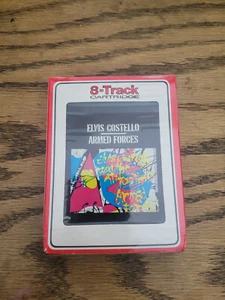 8-Track
CARTRIDGE
ELVIS COSTELLO
ARMED FORCES